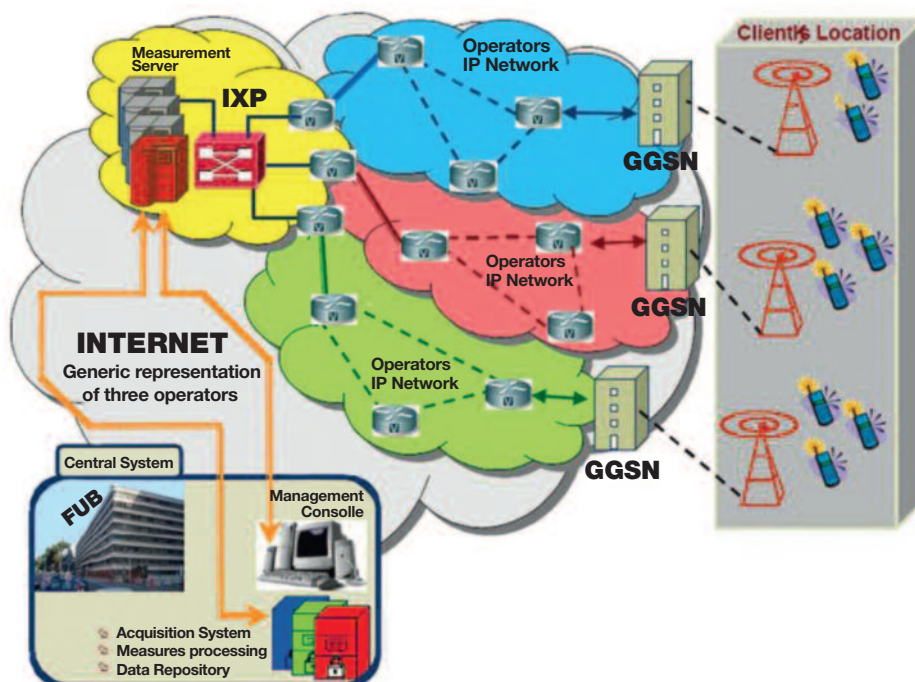 Measurement
Server
IXP
Operators
IP Network
GGSN
Clients Location
Operators
IP Network
GGSN
INTERNET
Generic representation
of three operators
Operators
IP Network
GGSN
Central System
FUB
Management
Consolle
Acquisition System
Measures processing
Data Repository
V
V
V
V
V
V
V
V
V
V
V
V